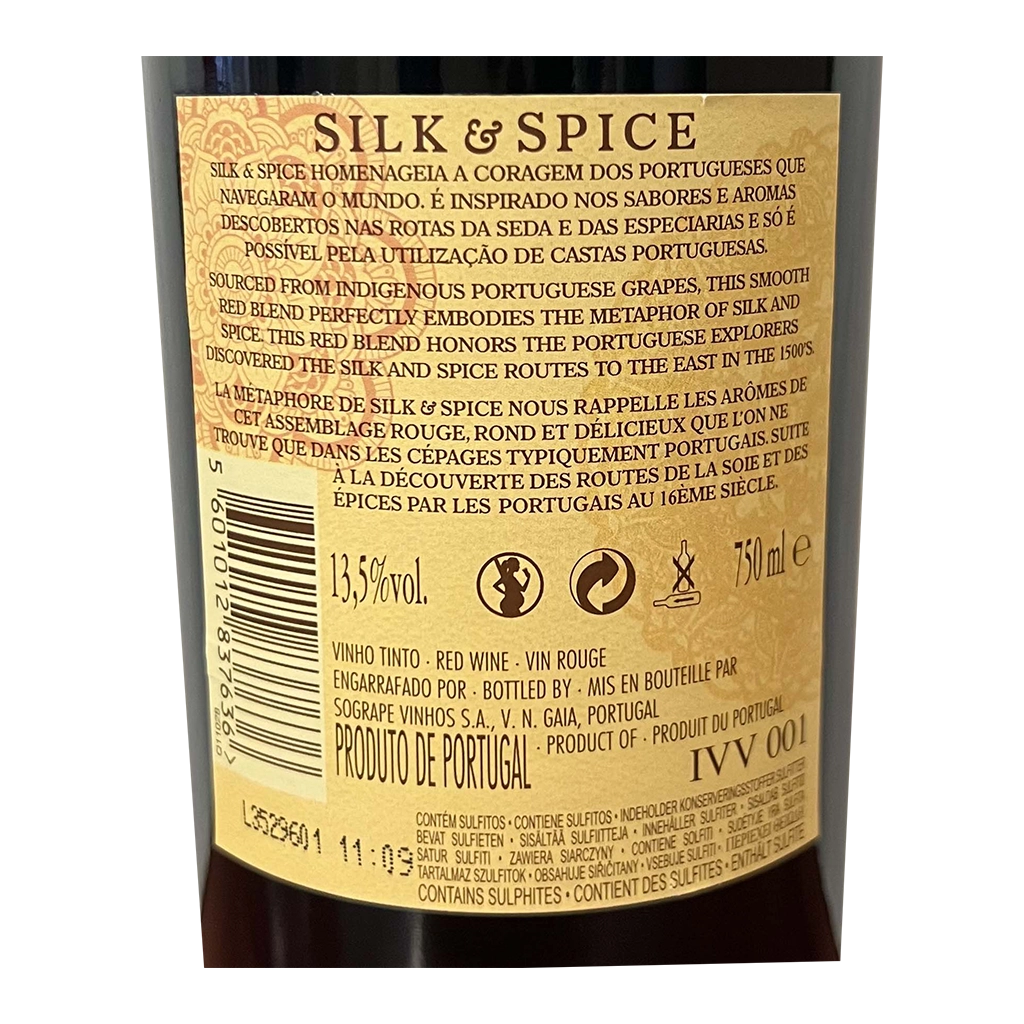 SILK & SPICE
SILK & SPICE HOMENAGEIA A CORAGEM DOS PORTUGUESES QUE
NAVEGARAM O MUNDO. É INSPIRADO NOS SABORES E AROMAS
DESCOBERTOS NAS ROTAS DA SEDA E DAS ESPECIARIAS E SÓ É
POSSÍVEL PELA UTILIZAÇÃO DE CASTAS PORTUGUESAS.
SOURCED FROM INDIGENOUS PORTUGUESE GRAPES, THIS SMOOTH
RED BLEND PERFECTLY EMBODIES THE METAPHOR OF SILK AND
SPICE. THIS RED BLEND HONORS THE PORTUGUESE EXPLORERS
DISCOVERED THE SILK AND SPICE ROUTES TO THE EAST IN THE 1500'S.
LA MÉTAPHORE DE SILK & SPICE NOUS RAPPELLE LES ARÔMES DE
CET ASSEMBLAGE ROUGE, ROND ET DÉLICIEUX QUE L'ON NE
TROUVE QUE DANS LES CÉPAGES TYPIQUEMENT PORTUGAIS. SUITE
À LA DÉCOUVERTE DES ROUTES DE LA SOIE ET DES
ÉPICES PAR LES PORTUGAIS AU 16ÈME SIÈCLE.
5 601012 837636 >
13,5%vol.
750 ml e
VINHO TINTO · RED WINE · VIN ROUGE
ENGARRAFADO POR · BOTTLED BY · MIS EN BOUTEILLE PAR
SOGRAPE VINHOS S.A., V. N. GAIA, PORTUGAL
PRODUTO DE PORTUGAL · PRODUCT OF · PRODUIT DU PORTUGAL
IVV 001
L3529601 11:09
CONTÉM SULFITOS · CONTIENE SULFITOS · INDEHOLDER KONSERVERINGSSTOFFER SULFITTER
BEVAT SULFIETEN · SISÄLTÄÄ SULFIITTEJA · INNEHÅLLER SULFITER · SISALDAB SULFITID
SATUR SULFITI · ZAWIERA SIARCZYNY · CONTIENE SOLFITI · SUDĖTYJE YRA SULFITŲ
TARTALMAZ SZULFITOK · OBSAHUJE SIŘIČITANY · VSEBUJE SULFITI · ΠΕΡΙΕΧΕΙ ΘΕΙΩΔΗ
CONTAINS SULPHITES · CONTIENT DES SULFITES · ENTHÄLT SULFITE